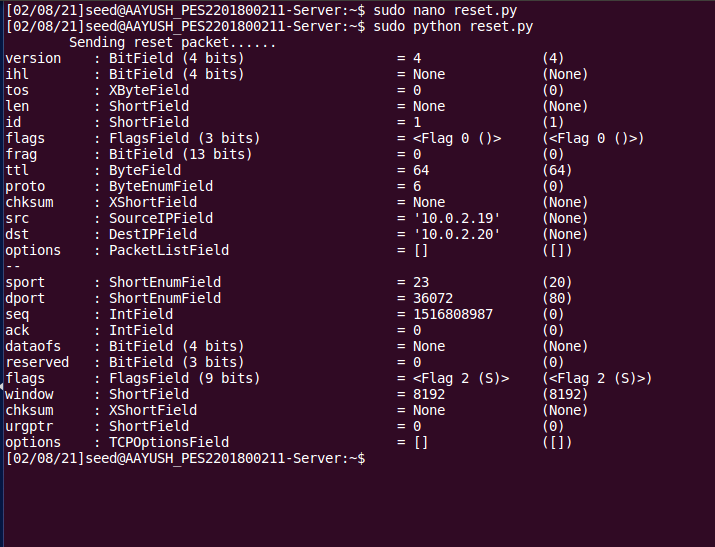 [02/08/21]seed@AAYUSH_PES2201800211-Server:~$ sudo nano reset.py
[02/08/21]seed@AAYUSH_PES2201800211-Server:~$ sudo python reset.py
        Sending reset packet......
version    : BitField (4 bits)                   = 4               (4)
ihl        : BitField (4 bits)                   = None            (None)
tos        : XByteField                          = 0               (0)
len        : ShortField                          = None            (None)
id         : ShortField                          = 1               (1)
flags      : FlagsField (3 bits)                 = <Flag 0 ()>     (<Flag 0 ()>)
frag       : BitField (13 bits)                  = 0               (0)
ttl        : ByteField                           = 64              (64)
proto      : ByteEnumField                       = 6               (0)
chksum     : XShortField                         = None            (None)
src        : SourceIPField                       = '10.0.2.19'     (None)
dst        : DestIPField                         = '10.0.2.20'     (None)
options    : PacketListField                     = []              ([])
--
sport      : ShortEnumField                      = 23              (20)
dport      : ShortEnumField                      = 36072           (80)
seq        : IntField                            = 1516808987      (0)
ack        : IntField                            = 0               (0)
dataofs    : BitField (4 bits)                   = None            (None)
reserved   : BitField (3 bits)                   = 0               (0)
flags      : FlagsField (9 bits)                 = <Flag 2 (S)>    (<Flag 2 (S)>)
window     : ShortField                          = 8192            (8192)
chksum     : XShortField                         = None            (None)
urgptr     : ShortField                          = 0               (0)
options    : TCPOptionsField                     = []              ([])
[02/08/21]seed@AAYUSH_PES2201800211-Server:~$